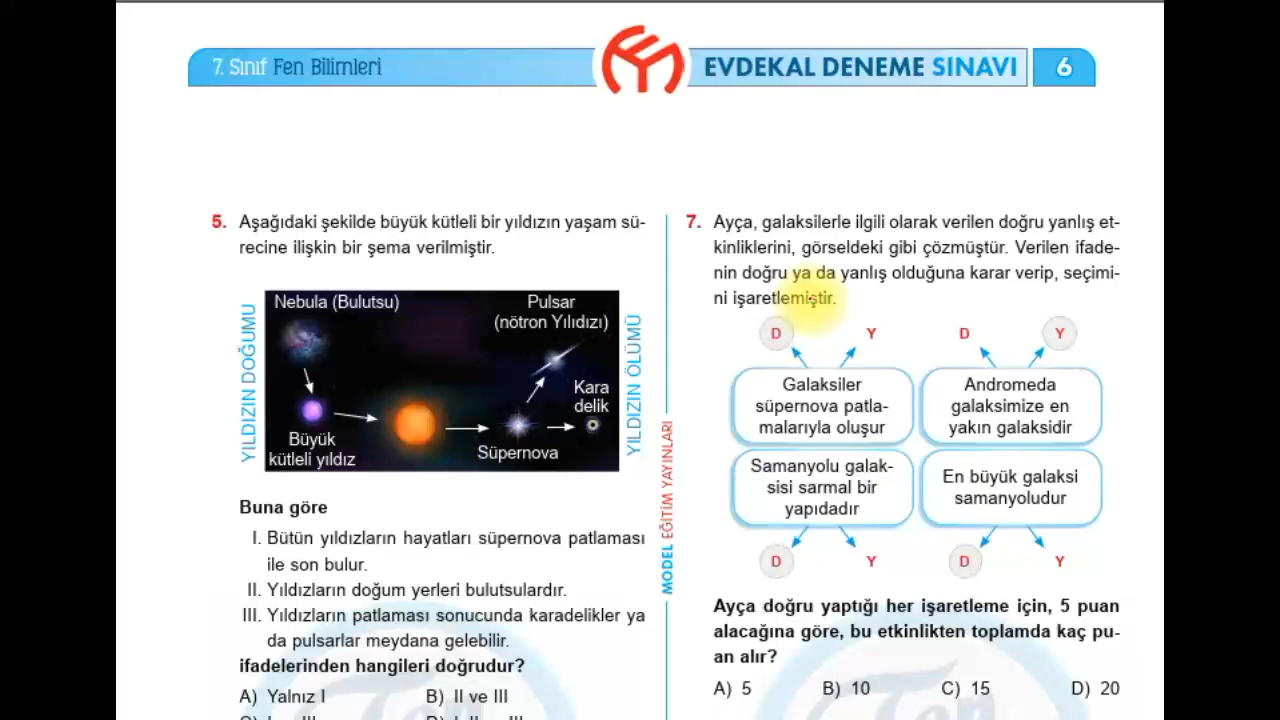 7. Sınıf Fen Bilimleri
EVDEKAL DENEME SINAVI
6
5. Aşağıdaki şekilde büyük kütleli bir yıldızın yaşam sü-
recine ilişkin bir şema verilmiştir.
YILDIZIN DOĞUMU
Nebula (Bulutsu)
Pulsar
(nötron Yılıdızı)
Kara
delik
Büyük
kütleli yıldız
Süpernova
YILDIZIN ÖLÜMÜ
Buna göre
I. Bütün yıldızların hayatları süpernova patlaması
ile son bulur.
II. Yıldızların doğum yerleri bulutsulardır.
III. Yıldızların patlaması sonucunda karadelikler ya
da pulsarlar meydana gelebilir.
ifadelerinden hangileri doğrudur?
A) Yalnız I B) II ve III
MODEL EĞİTİM YAYINLARI
7. Ayça, galaksilerle ilgili olarak verilen doğru yanlış et-
kinliklerini, görseldeki gibi çözmüştür. Verilen ifade-
nin doğru ya da yanlış olduğuna karar verip, seçimi-
ni işaretlemiştir.
D Y D Y
Galaksiler
süpernova patla-
malarıyla oluşur
Andromeda
galaksimize en
yakın galaksidir
Samanyolu galak-
sisi sarmal bir
yapıdadır
En büyük galaksi
samanyoludur
D Y D Y
Ayça doğru yaptığı her işaretleme için, 5 puan
alacağına göre, bu etkinlikten toplamda kaç pu-
an alır?
A) 5 B) 10 C) 15 D) 20